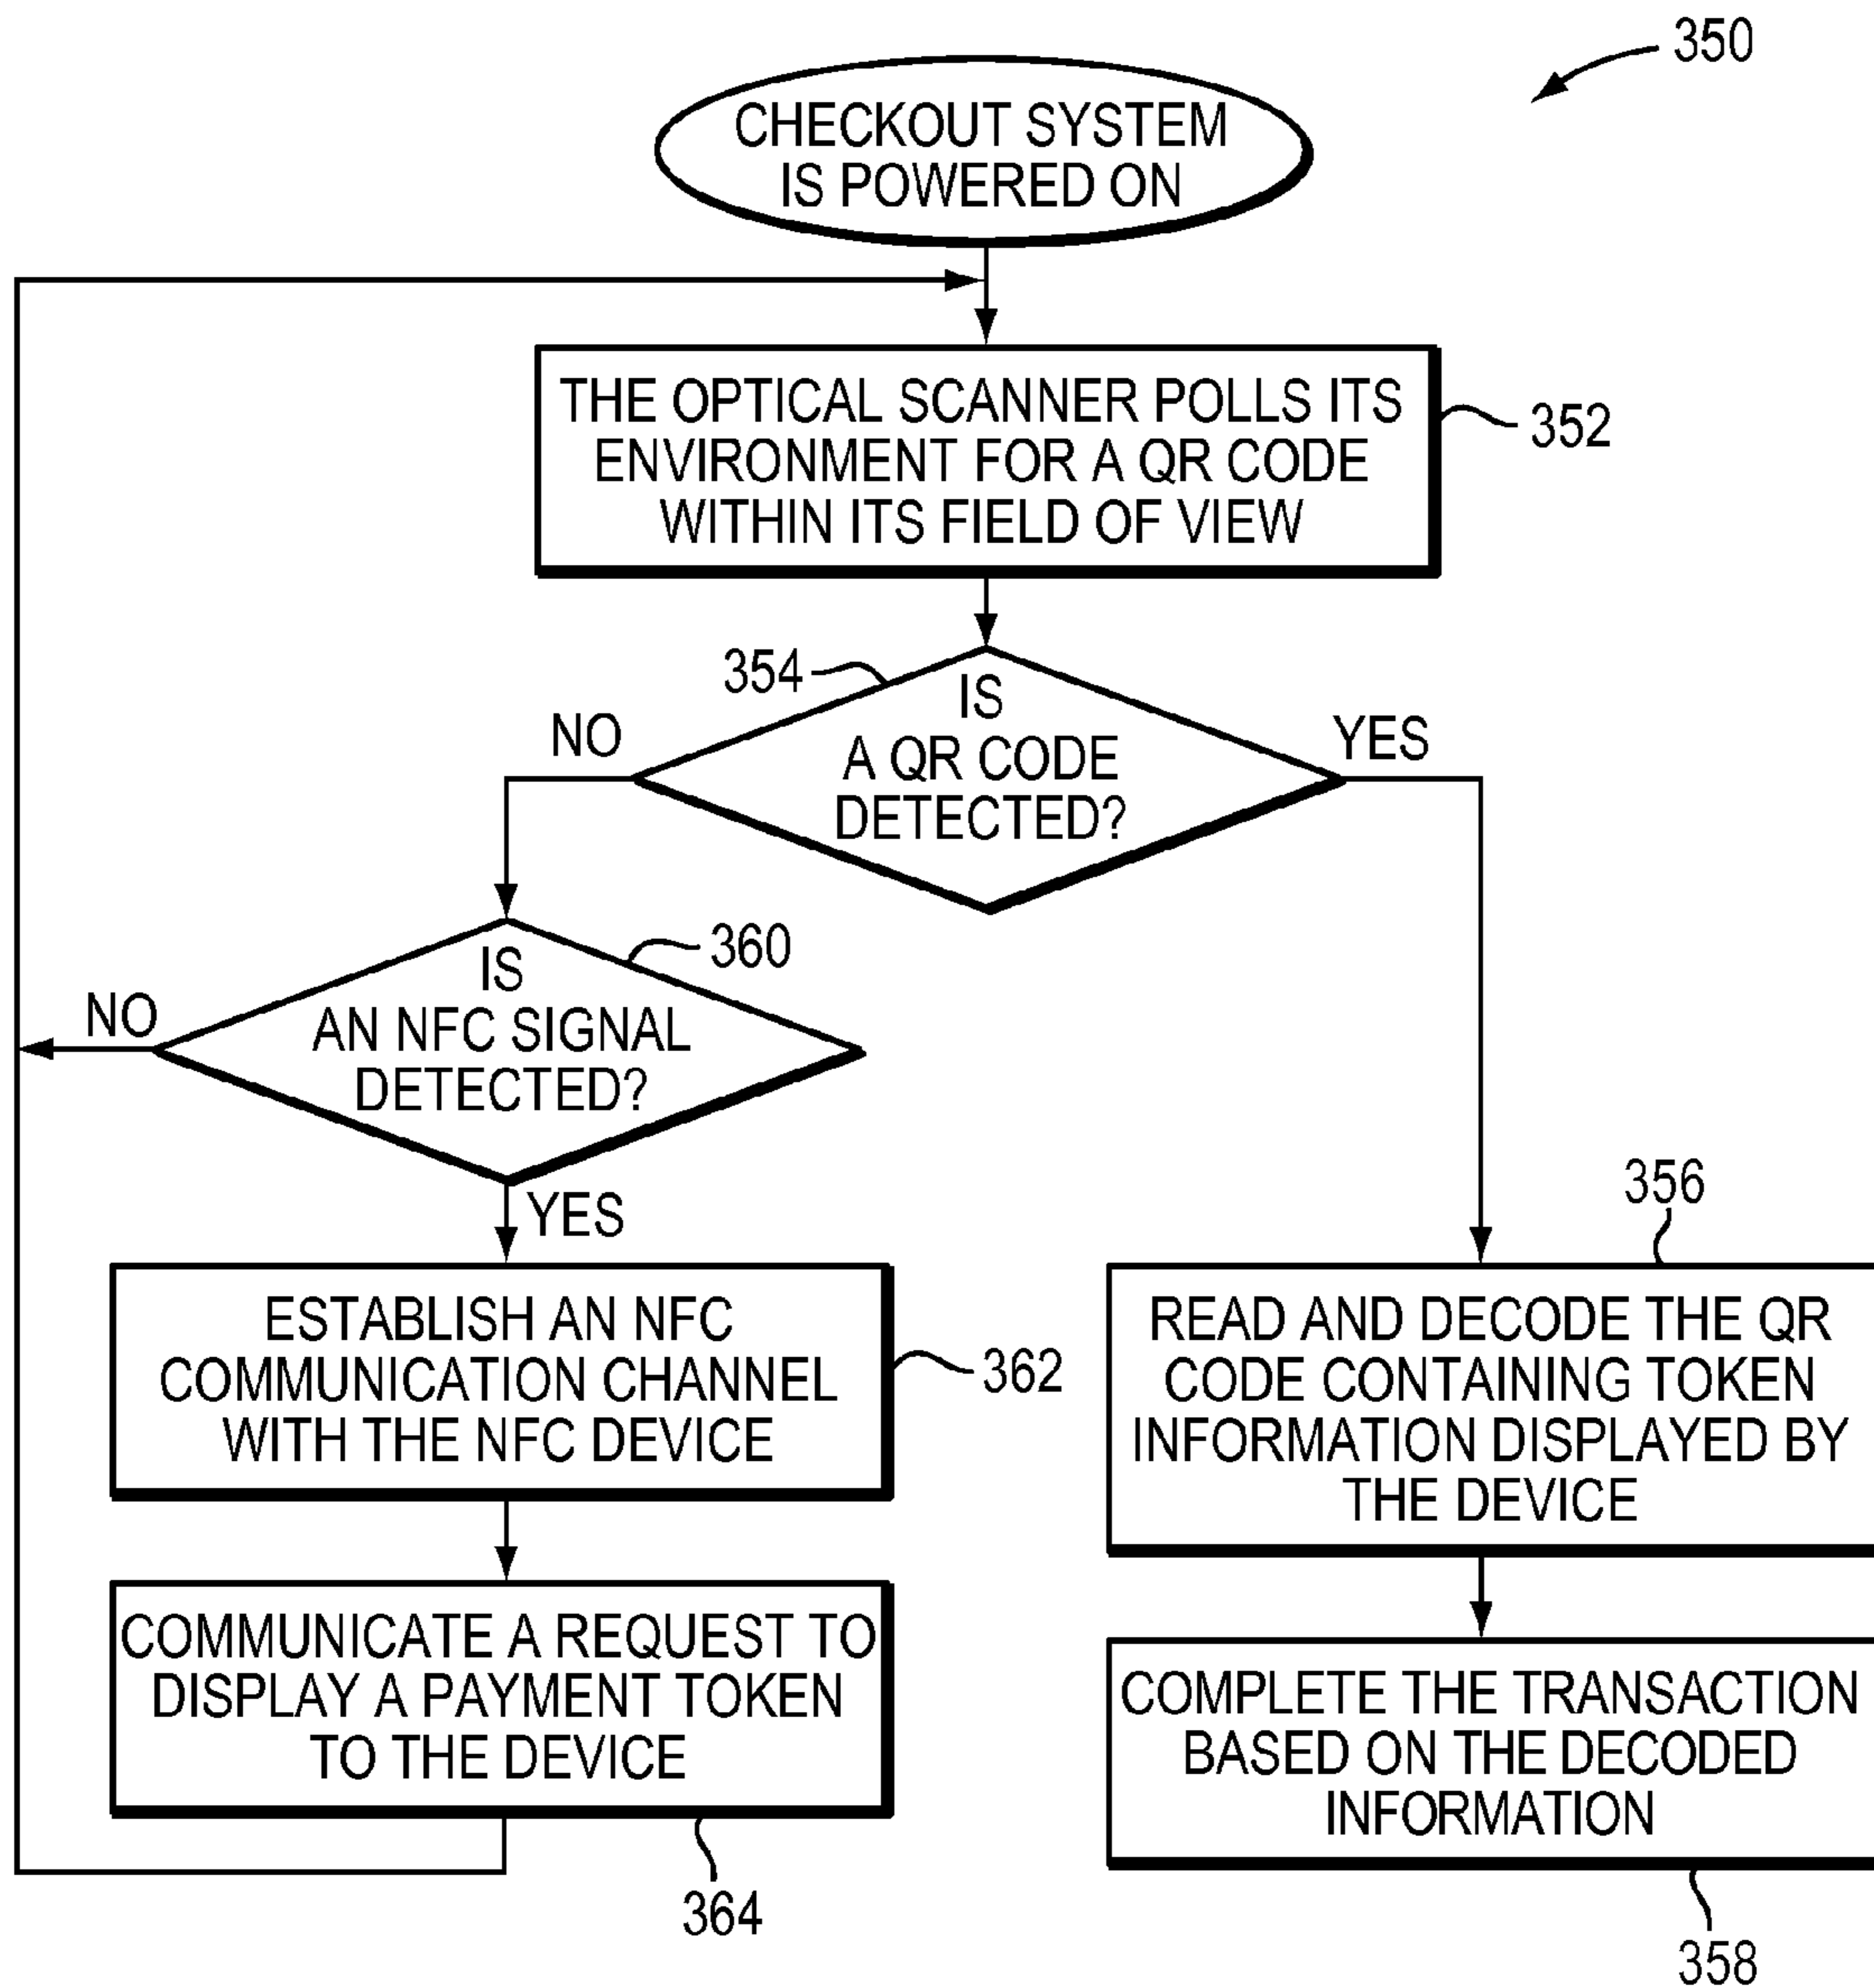 350
CHECKOUT SYSTEM
IS POWERED ON
THE OPTICAL SCANNER POLLS ITS
ENVIRONMENT FOR A QR CODE
WITHIN ITS FIELD OF VIEW
352
354
IS
A QR CODE
DETECTED?
NO
YES
360
IS
AN NFC SIGNAL
DETECTED?
NO
YES
ESTABLISH AN NFC
COMMUNICATION CHANNEL
WITH THE NFC DEVICE
362
COMMUNICATE A REQUEST TO
DISPLAY A PAYMENT TOKEN
TO THE DEVICE
364
356
READ AND DECODE THE QR
CODE CONTAINING TOKEN
INFORMATION DISPLAYED BY
THE DEVICE
COMPLETE THE TRANSACTION
BASED ON THE DECODED
INFORMATION
358